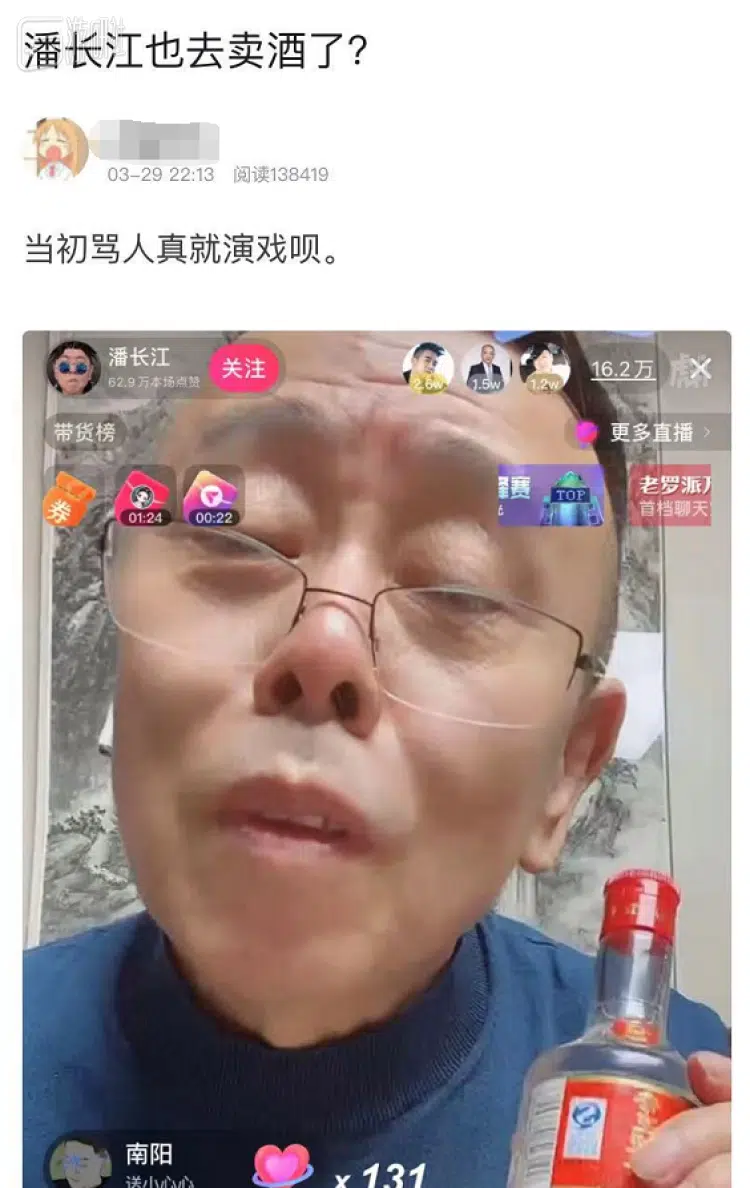 潘长江也去卖酒了?
03-29 22:13 阅读138419
当初骂人真就演戏呗。
潘长江
62.9万本场点赞
关注
2.6w
1.5w
1.2w
16.2万
带货榜
更多直播
券
01:24
00:22
峰赛
TOP
老罗派
首档聊天
南阳
送小心心
x 131